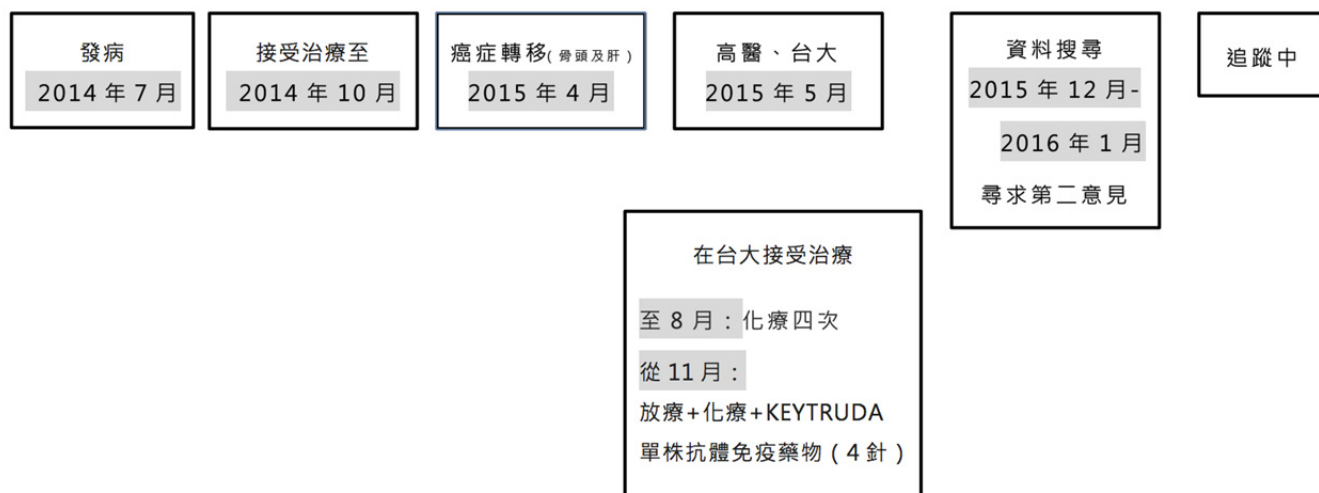 發病
2014 年 7 月
接受治療至
2014 年 10 月
癌症轉移( 骨頭及肝 )
2015 年 4 月
高醫、台大
2015 年 5 月
在台大接受治療
至 8 月：化療四次
從 11 月：
放療+化療+KEYTRUDA
單株抗體免疫藥物（4 針）
資料搜尋
2015 年 12 月-
2016 年 1 月
尋求第二意見
追蹤中